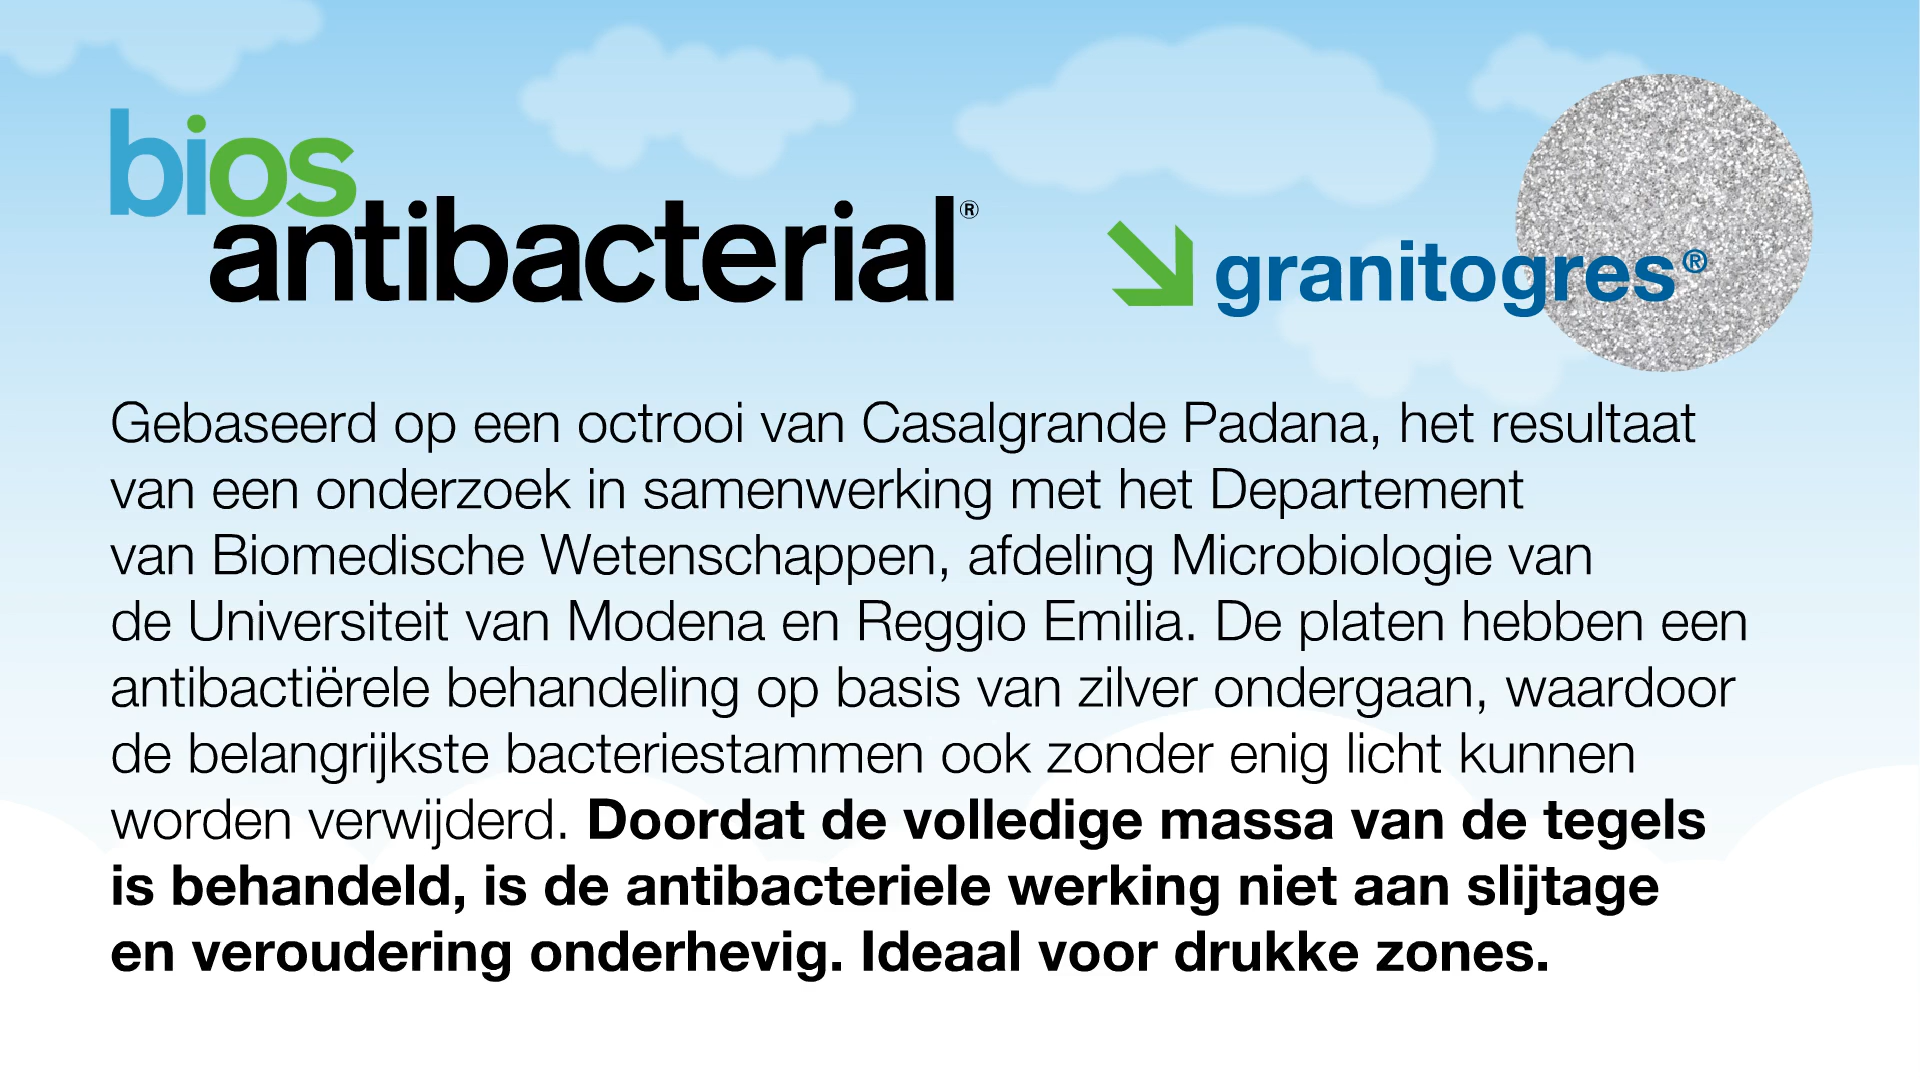 bios
antibacterial®
granitogres®
Gebaseerd op een octrooi van Casalgrande Padana, het resultaat
van een onderzoek in samenwerking met het Departement
van Biomedische Wetenschappen, afdeling Microbiologie van
de Universiteit van Modena en Reggio Emilia. De platen hebben een
antibactiërele behandeling op basis van zilver ondergaan, waardoor
de belangrijkste bacteriestammen ook zonder enig licht kunnen
worden verwijderd. Doordat de volledige massa van de tegels
is behandeld, is de antibacteriele werking niet aan slijtage
en veroudering onderhevig. Ideaal voor drukke zones.